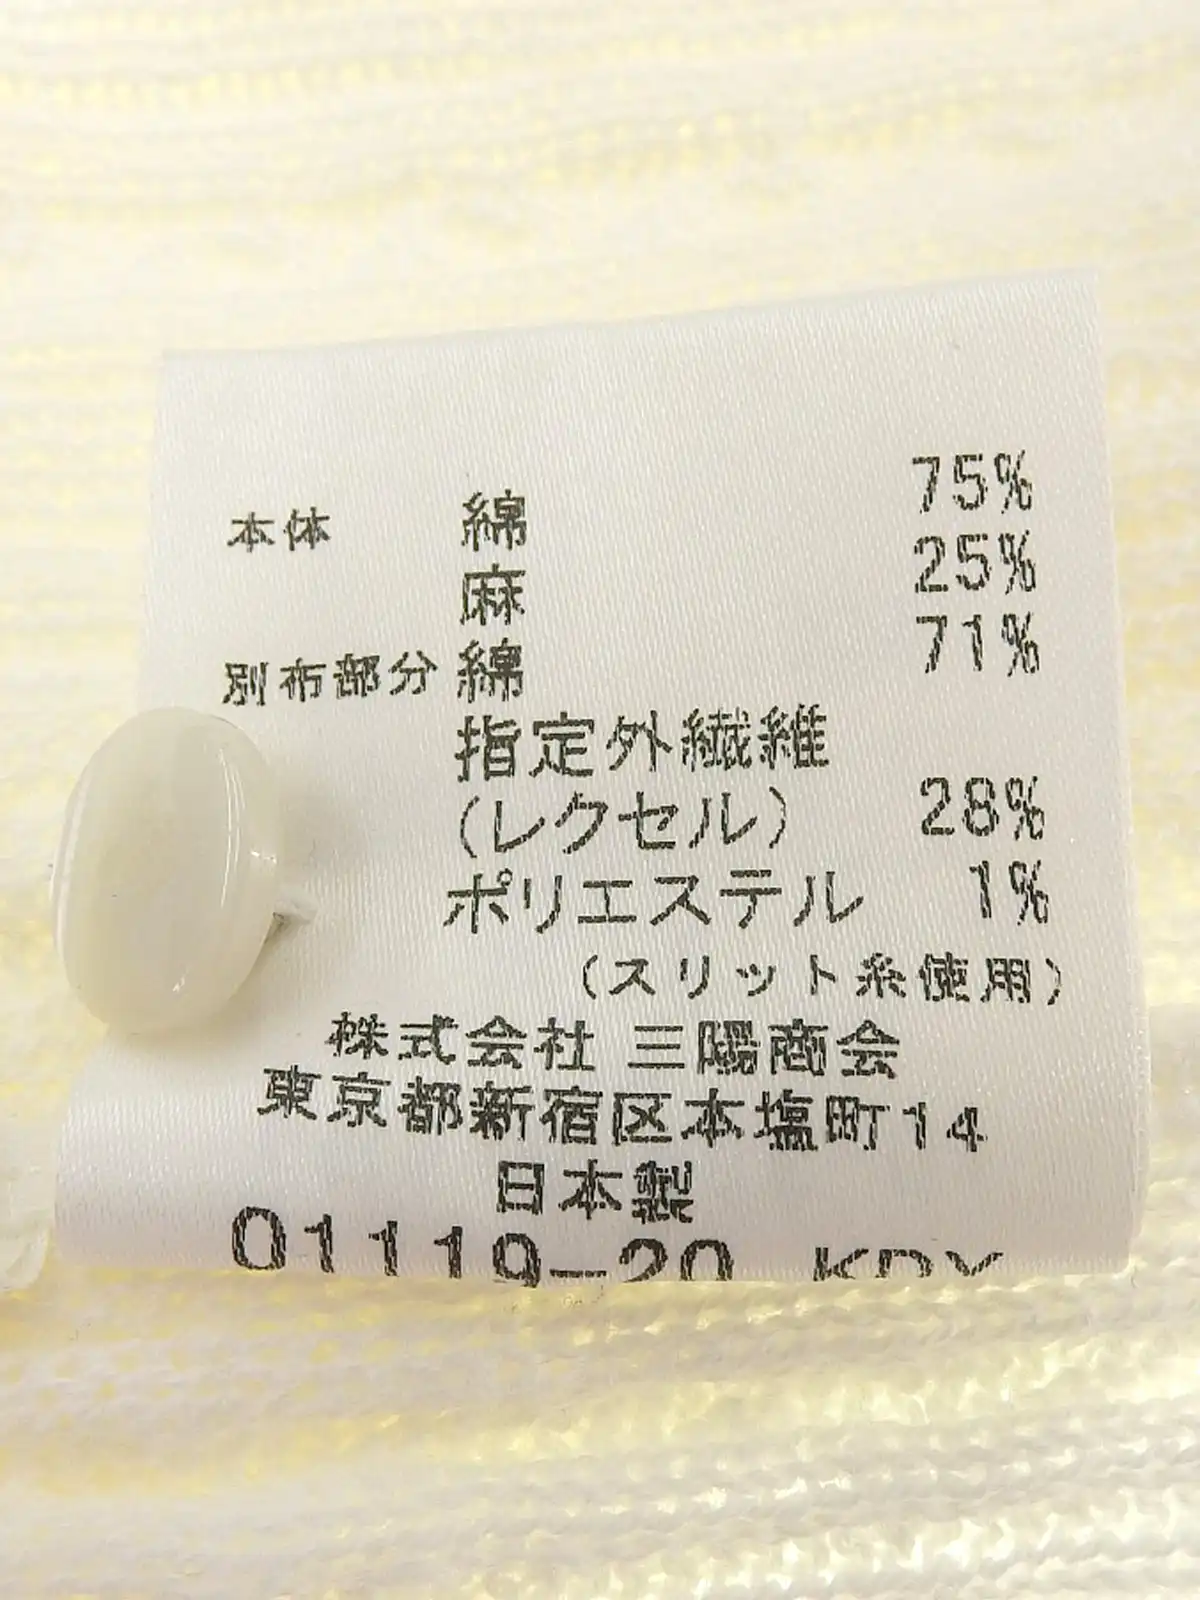 本体 綿 75%
麻 25%
別布部分 綿 71%
指定外繊維
(レクセル) 28%
ポリエステル 1%
(スリット糸使用)
株式会社 三陽商会
東京都新宿区本塩町14
日本製
01119-20